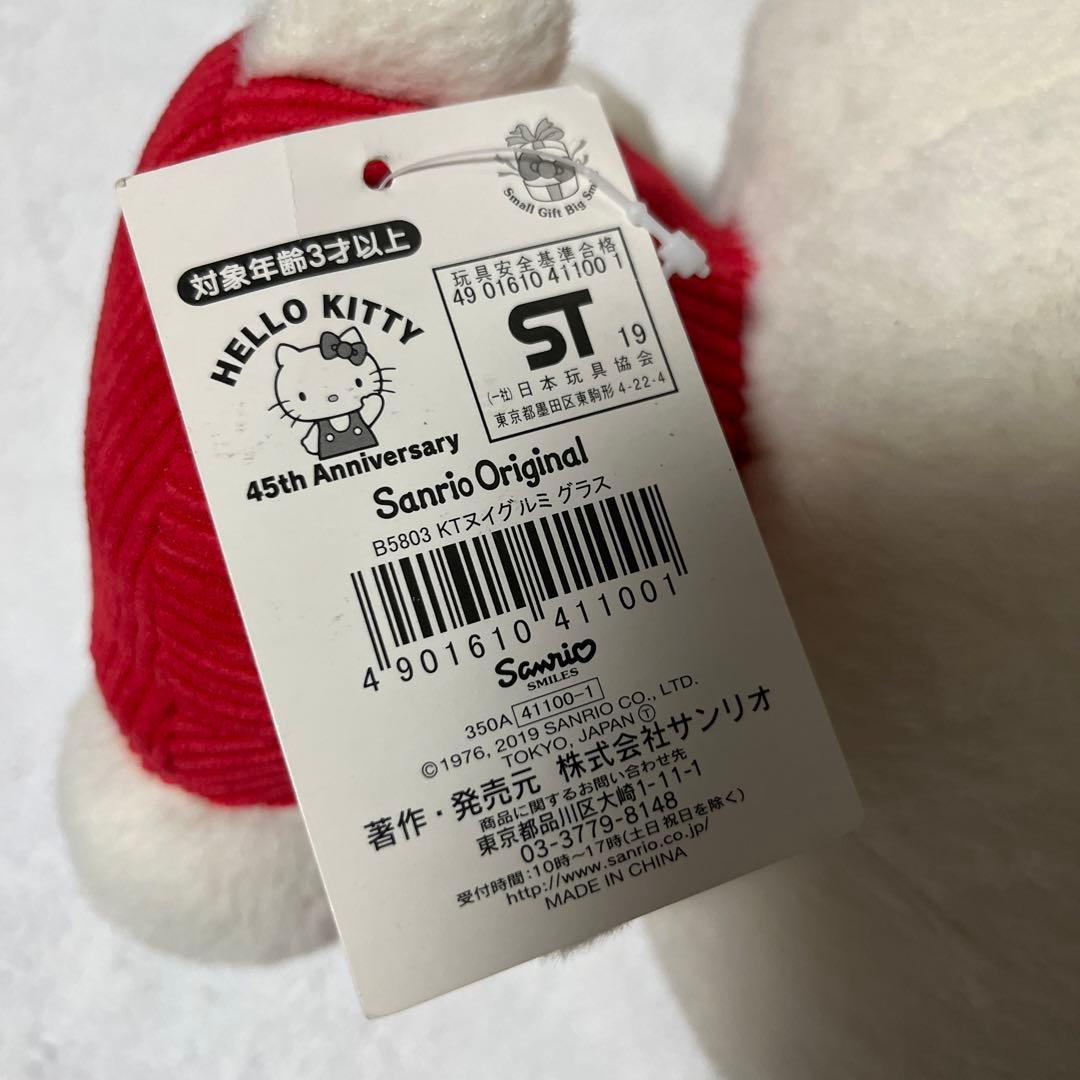 Small Gift Big
対象年齢3才以上
HELLO KITTY
45th Anniversary
玩具安全基準合格
49 01610 41100 1
ST 19
(一社)日本玩具協会
東京都墨田区東駒形 4-22-4
Sanrio Original
B5803 KTヌイグルミ グラス
4 901610 411001
Sanrio
SMILES
350A 41100-1
©1976, 2019 SANRIO CO., LTD.
TOKYO, JAPAN Ⓣ
著作・発売元 株式会社サンリオ
商品に関するお問い合わせ先
東京都品川区大崎1-11-1
03-3779-8148
受付時間:10時~17時(土日祝日を除く)
http://www.sanrio.co.jp/
MADE IN CHINA